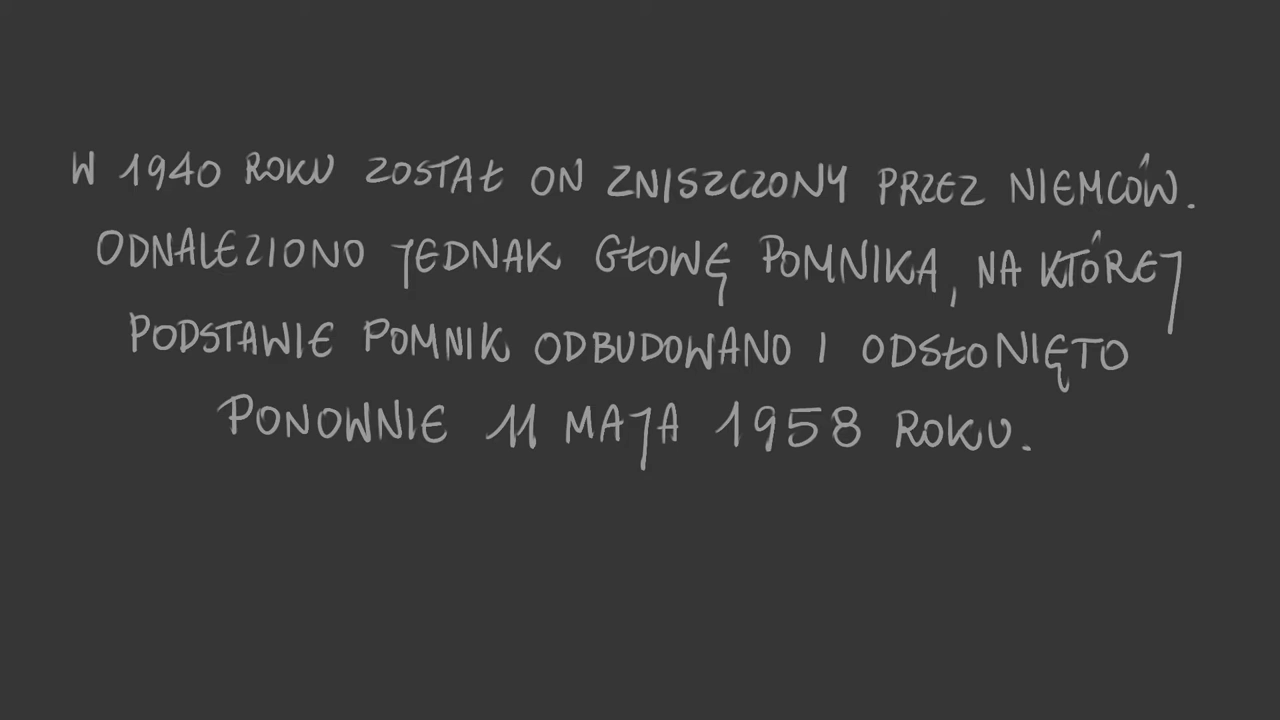 W 1940 ROKU ZOSTAŁ ON ZNISZCZONY PRZEZ NIEMCÓW.
ODNALEZIONO JEDNAK GŁOWĘ POMNIKA, NA KTÓREJ
PODSTAWIE POMNIK ODBUDOWANO I ODSŁONIĘTO
PONOWNIE 11 MAJA 1958 ROKU.